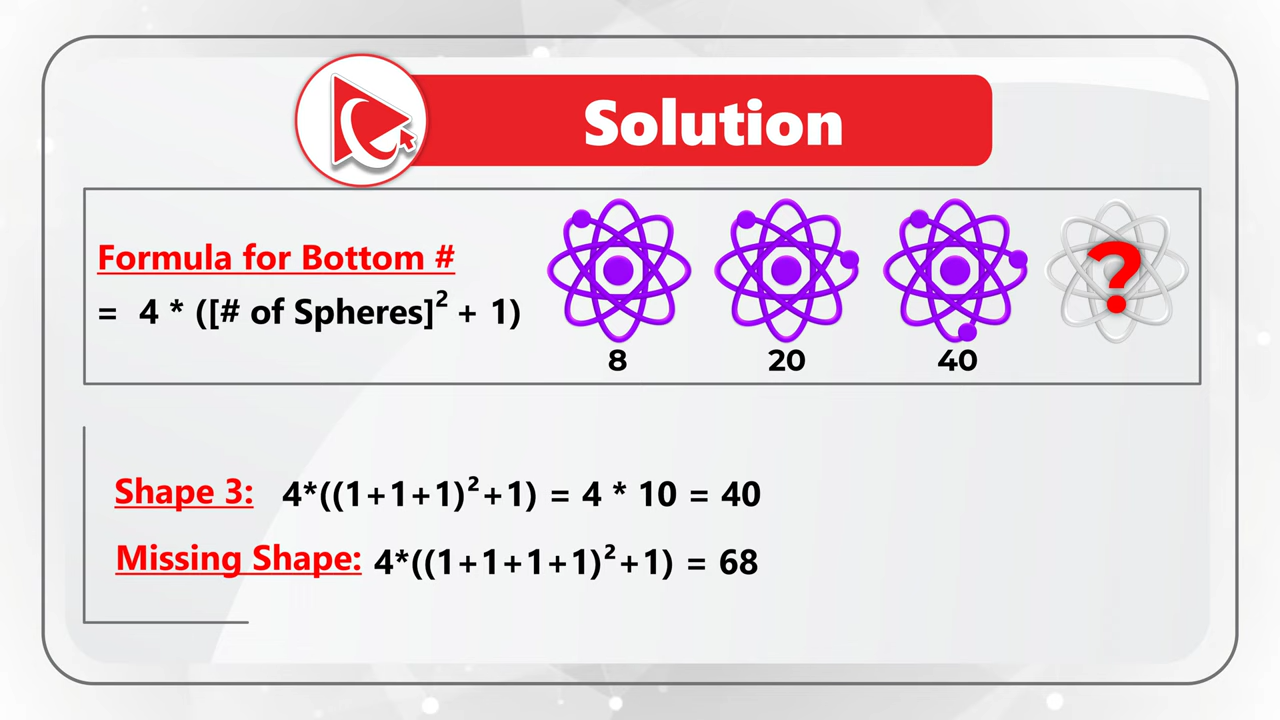 Solution
Formula for Bottom #
= 4 * ([# of Spheres]² + 1)
?
8 20 40
Shape 3: 4*((1+1+1)²+1) = 4 * 10 = 40
Missing Shape: 4*((1+1+1+1)²+1) = 68